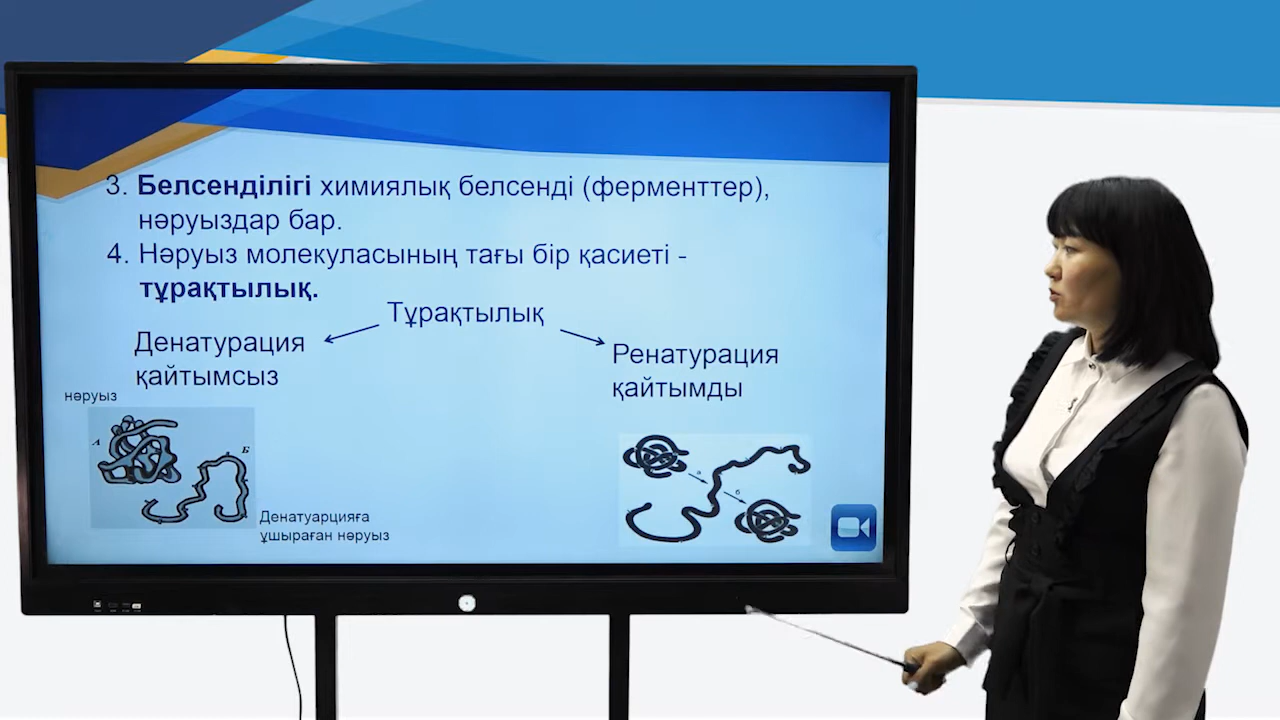 3. Белсенділігі химиялық белсенді (ферменттер),
нәруыздар бар.
4. Нәруыз молекуласының тағы бір қасиеті -
тұрақтылық.
Тұрақтылық
Денатурация
қайтымсыз
Ренатурация
қайтымды
нәруыз
А
Б
Денатуарцияға
ұшыраған нәруыз
а
б